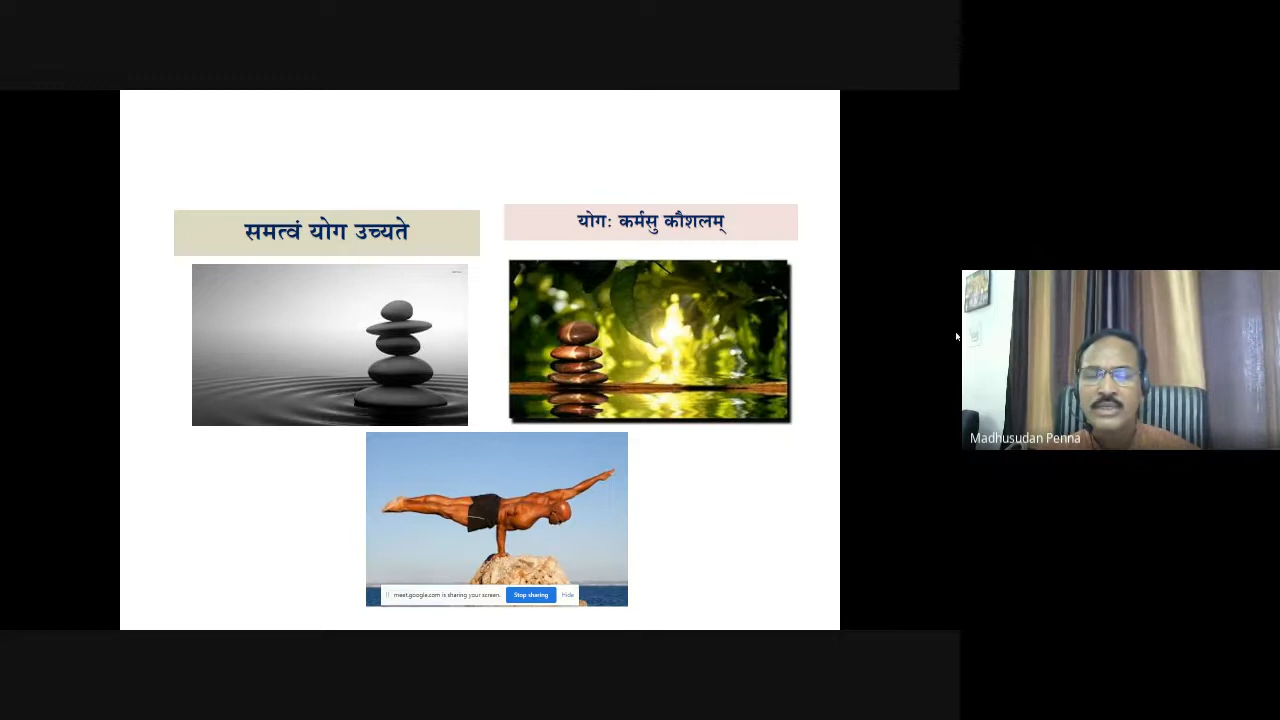 समत्वं योग उच्यते
योगः कर्मसु कौशलम्
meet.google.com is sharing your screen.
Stop sharing
Hide
Madhusudan Penna